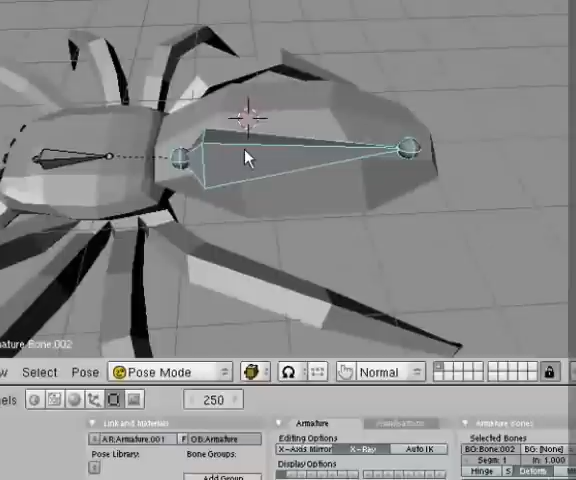 ature Bone.002
w Select Pose Pose Mode Normal
els 250
Link and Materials Armature Armature Bones
AR:Armature.001 F OB:Armature Editing Options Selected Bones
X-Axis Mirror X-Ray Auto IK BO:Bone.002 BG: [None]
Pose Library: Bone Groups: Segm: 1 In: 1.000
Add Group Display Options Hinge S Deform